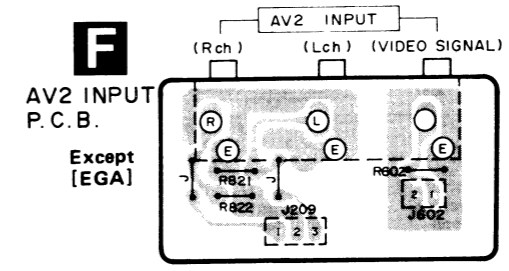 F
AV2 INPUT
(Rch) (Lch) (VIDEO SIGNAL)
AV2 INPUT
P.C.B.
Except
[EGA]
R L
E E E
J R821 J R602
R822 J209 2 1
1 2 3 J602